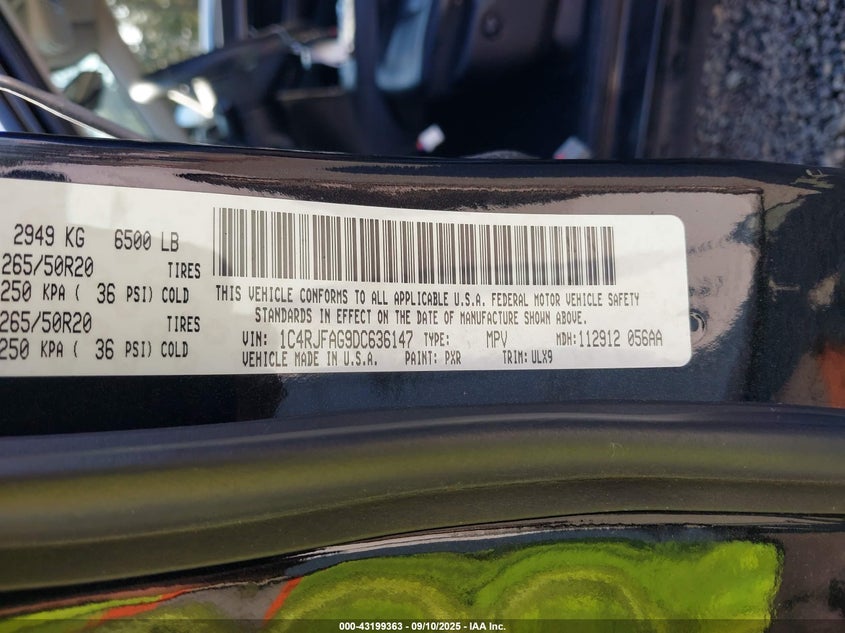 2949 KG 6500 LB
265/50R20 TIRES
250 KPA ( 36 PSI) COLD
265/50R20 TIRES
250 KPA ( 36 PSI) COLD
THIS VEHICLE CONFORMS TO ALL APPLICABLE U.S.A. FEDERAL MOTOR VEHICLE SAFETY
STANDARDS IN EFFECT ON THE DATE OF MANUFACTURE SHOWN ABOVE.
VIN: 1C4RJFAG9DC636147 TYPE: MPV MDH: 112912 056AA
VEHICLE MADE IN U.S.A. PAINT: PXR TRIM: ULX9
000-43199363 - 09/10/2025 - IAA Inc.